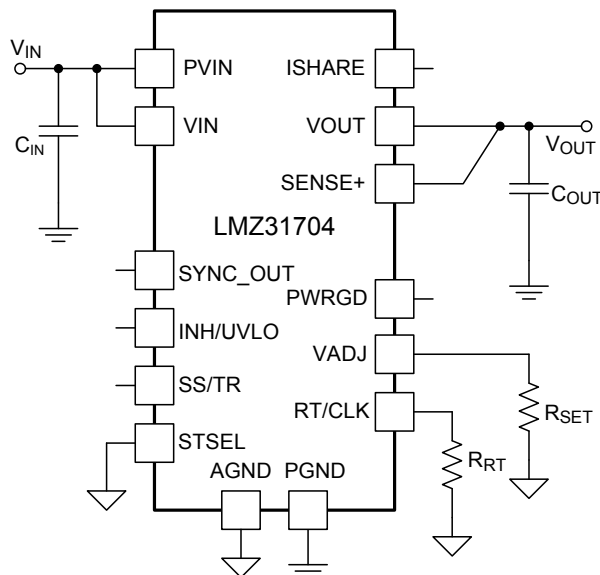 VIN
PVIN
ISHARE
VIN
VOUT
VOUT
CIN
SENSE+
COUT
LMZ31704
SYNC_OUT
PWRGD
INH/UVLO
VADJ
SS/TR
RT/CLK
RSET
STSEL
RRT
AGND
PGND